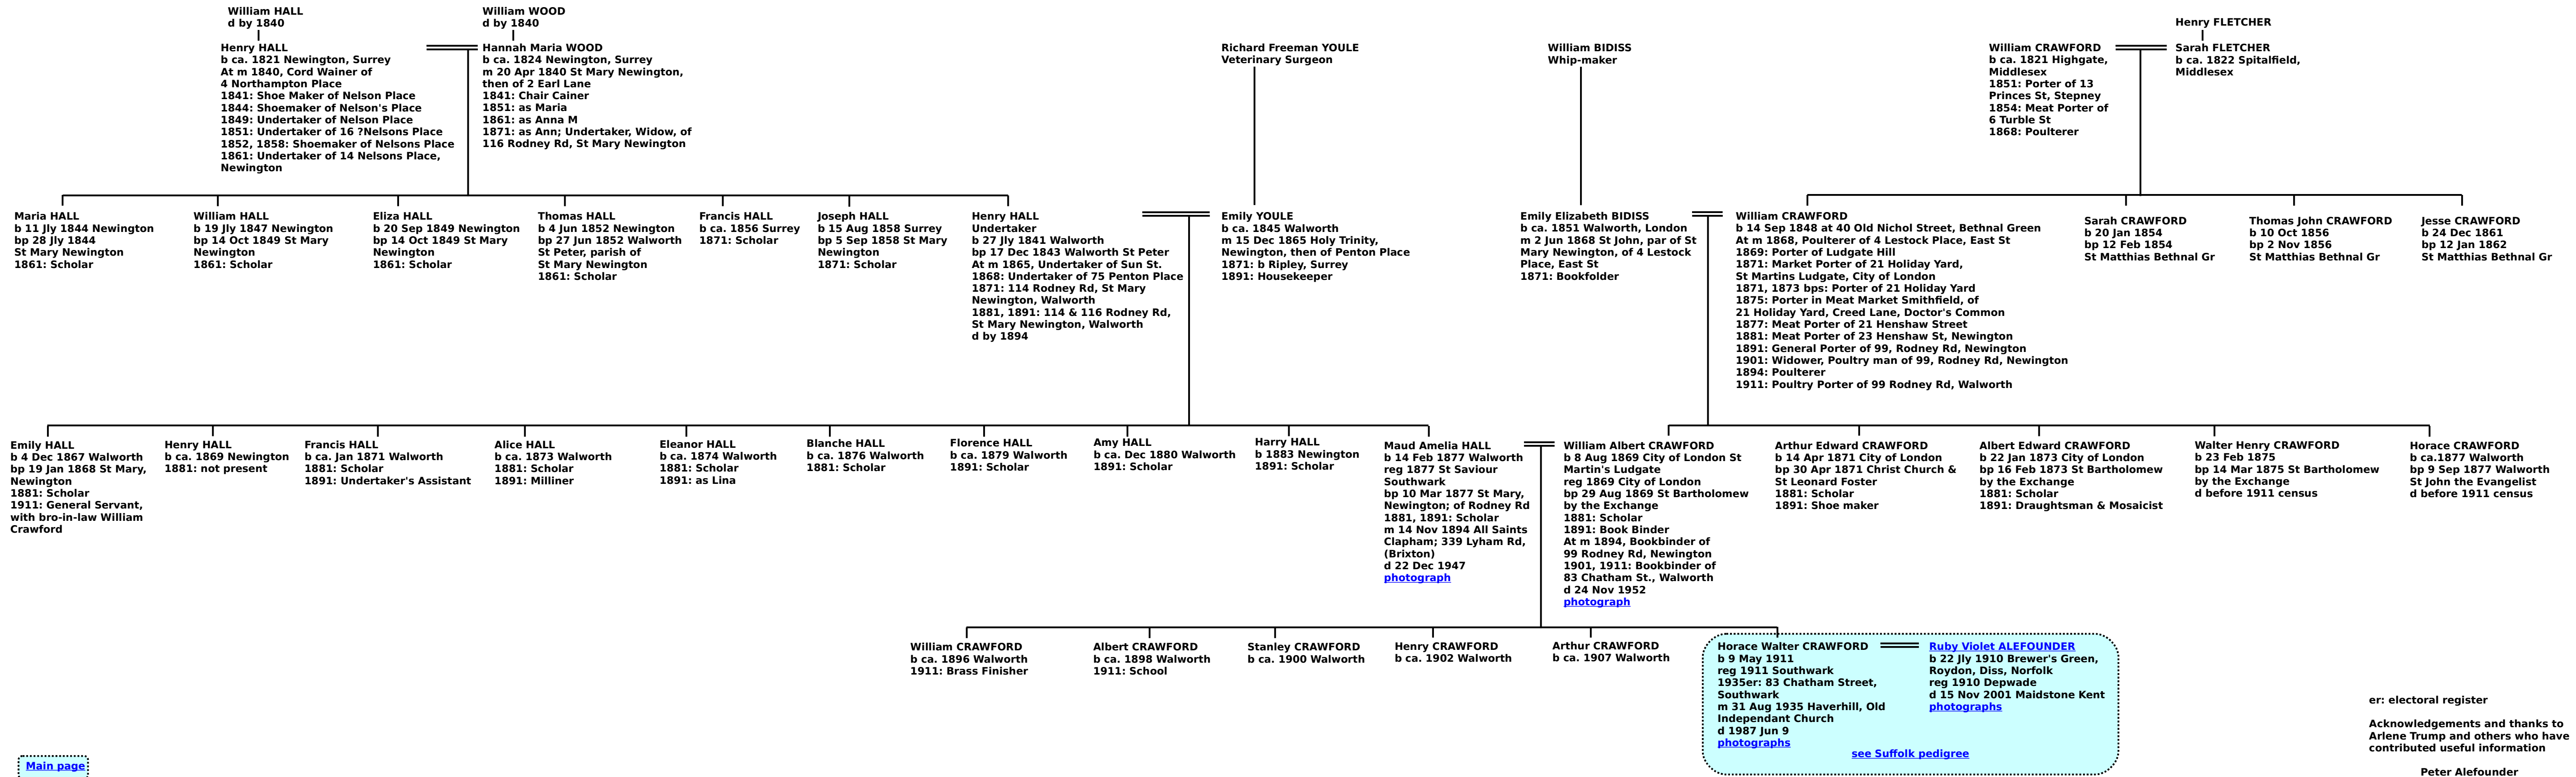 William HALL
d by 1840
William WOOD
d by 1840
Henry FLETCHER
Henry HALL
b ca. 1821 Newington, Surrey
At m 1840, Cord Wainer of
4 Northampton Place
1841: Shoe Maker of Nelson Place
1844: Shoemaker of Nelson's Place
1849: Undertaker of Nelson Place
1851: Undertaker of 16 ?Nelsons Place
1852, 1858: Shoemaker of Nelsons Place
1861: Undertaker of 14 Nelsons Place,
Newington
Hannah Maria WOOD
b ca. 1824 Newington, Surrey
m 20 Apr 1840 St Mary Newington,
then of 2 Earl Lane
1841: Chair Cainer
1851: as Maria
1861: as Anna M
1871: as Ann; Undertaker, Widow, of
116 Rodney Rd, St Mary Newington
Richard Freeman YOULE
Veterinary Surgeon
William BIDISS
Whip-maker
William CRAWFORD
b ca. 1821 Highgate,
Middlesex
1851: Porter of 13
Princes St, Stepney
1854: Meat Porter of
6 Turble St
1868: Poulterer
Sarah FLETCHER
b ca. 1822 Spitalfield,
Middlesex
Maria HALL
b 11 Jly 1844 Newington
bp 28 Jly 1844
St Mary Newington
1861: Scholar
William HALL
b 19 Jly 1847 Newington
bp 14 Oct 1849 St Mary
Newington
1861: Scholar
Eliza HALL
b 20 Sep 1849 Newington
bp 14 Oct 1849 St Mary
Newington
1861: Scholar
Thomas HALL
b 4 Jun 1852 Newington
bp 27 Jun 1852 Walworth
St Peter, parish of
St Mary Newington
1861: Scholar
Francis HALL
b ca. 1856 Surrey
1871: Scholar
Joseph HALL
b 15 Aug 1858 Surrey
bp 5 Sep 1858 St Mary
Newington
1871: Scholar
Henry HALL
Undertaker
b 27 Jly 1841 Walworth
bp 17 Dec 1843 Walworth St Peter
At m 1865, Undertaker of Sun St.
1868: Undertaker of 75 Penton Place
1871: 114 Rodney Rd, St Mary
Newington, Walworth
1881, 1891: 114 & 116 Rodney Rd,
St Mary Newington, Walworth
d by 1894
Emily YOULE
b ca. 1845 Walworth
m 15 Dec 1865 Holy Trinity,
Newington, then of Penton Place
1871: b Ripley, Surrey
1891: Housekeeper
Emily Elizabeth BIDISS
b ca. 1851 Walworth, London
m 2 Jun 1868 St John, par of St
Mary Newington, of 4 Lestock
Place, East St
1871: Bookfolder
William CRAWFORD
b 14 Sep 1848 at 40 Old Nichol Street, Bethnal Green
At m 1868, Poulterer of 4 Lestock Place, East St
1869: Porter of Ludgate Hill
1871: Market Porter of 21 Holiday Yard,
St Martins Ludgate, City of London
1871, 1873 bps: Porter of 21 Holiday Yard
1875: Porter in Meat Market Smithfield, of
21 Holiday Yard, Creed Lane, Doctor's Common
1877: Meat Porter of 21 Henshaw Street
1881: Meat Porter of 23 Henshaw St, Newington
1891: General Porter of 99, Rodney Rd, Newington
1901: Widower, Poultry man of 99, Rodney Rd, Newington
1894: Poulterer
1911: Poultry Porter of 99 Rodney Rd, Walworth
Sarah CRAWFORD
b 20 Jan 1854
bp 12 Feb 1854
St Matthias Bethnal Gr
Thomas John CRAWFORD
b 10 Oct 1856
bp 2 Nov 1856
St Matthias Bethnal Gr
Jesse CRAWFORD
b 24 Dec 1861
bp 12 Jan 1862
St Matthias Bethnal Gr
Emily HALL
b 4 Dec 1867 Walworth
bp 19 Jan 1868 St Mary,
Newington
1881: Scholar
1911: General Servant,
with bro-in-law William
Crawford
Henry HALL
b ca. 1869 Newington
1881: not present
Francis HALL
b ca. Jan 1871 Walworth
1881: Scholar
1891: Undertaker's Assistant
Alice HALL
b ca. 1873 Walworth
1881: Scholar
1891: Milliner
Eleanor HALL
b ca. 1874 Walworth
1881: Scholar
1891: as Lina
Blanche HALL
b ca. 1876 Walworth
1881: Scholar
Florence HALL
b ca. 1879 Walworth
1891: Scholar
Amy HALL
b ca. Dec 1880 Walworth
1891: Scholar
Harry HALL
b 1883 Newington
1891: Scholar
Maud Amelia HALL
b 14 Feb 1877 Walworth
reg 1877 St Saviour
Southwark
bp 10 Mar 1877 St Mary,
Newington; of Rodney Rd
1881, 1891: Scholar
m 14 Nov 1894 All Saints
Clapham; 339 Lyham Rd,
(Brixton)
d 22 Dec 1947
photograph
William Albert CRAWFORD
b 8 Aug 1869 City of London St
Martin's Ludgate
reg 1869 City of London
bp 29 Aug 1869 St Bartholomew
by the Exchange
1881: Scholar
1891: Book Binder
At m 1894, Bookbinder of
99 Rodney Rd, Newington
1901, 1911: Bookbinder of
83 Chatham St., Walworth
d 24 Nov 1952
photograph
Arthur Edward CRAWFORD
b 14 Apr 1871 City of London
bp 30 Apr 1871 Christ Church &
St Leonard Foster
1881: Scholar
1891: Shoe maker
Albert Edward CRAWFORD
b 22 Jan 1873 City of London
bp 16 Feb 1873 St Bartholomew
by the Exchange
1881: Scholar
1891: Draughtsman & Mosaicist
Walter Henry CRAWFORD
b 23 Feb 1875
bp 14 Mar 1875 St Bartholomew
by the Exchange
d before 1911 census
Horace CRAWFORD
b ca.1877 Walworth
bp 9 Sep 1877 Walworth
St John the Evangelist
d before 1911 census
William CRAWFORD
b ca. 1896 Walworth
1911: Brass Finisher
Albert CRAWFORD
b ca. 1898 Walworth
1911: School
Stanley CRAWFORD
b ca. 1900 Walworth
Henry CRAWFORD
b ca. 1902 Walworth
Arthur CRAWFORD
b ca. 1907 Walworth
Horace Walter CRAWFORD
b 9 May 1911
reg 1911 Southwark
1935er: 83 Chatham Street,
Southwark
m 31 Aug 1935 Haverhill, Old
Independant Church
d 1987 Jun 9
photographs
Ruby Violet ALEFOUNDER
b 22 Jly 1910 Brewer's Green,
Roydon, Diss, Norfolk
reg 1910 Depwade
d 15 Nov 2001 Maidstone Kent
photographs
see Suffolk pedigree
er: electoral register
Acknowledgements and thanks to
Arlene Trump and others who have
contributed useful information
Peter Alefounder
Main page